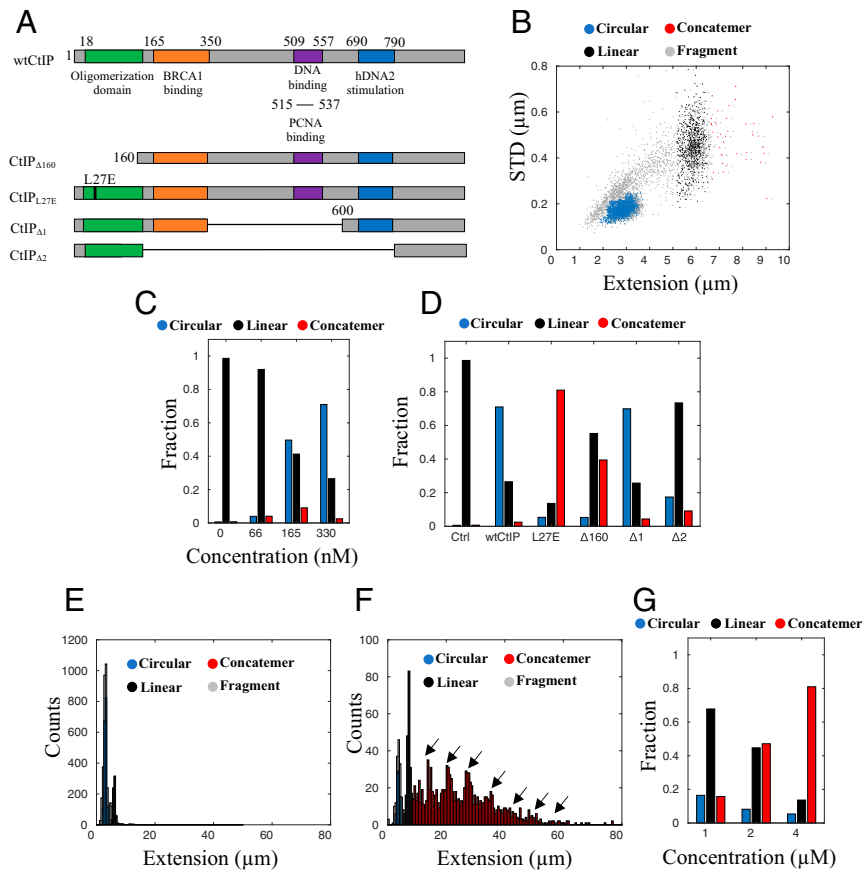 A
18 165 350 509 557 690 790
wtCtIP 1
Oligomerization domain
BRCA1 binding
DNA binding
hDNA2 stimulation
515 — 537
PCNA binding
160
CtIPΔ160
L27E
CtIPL27E
600
CtIPΔ1
CtIPΔ2
B
Circular Concatemer
Linear Fragment
STD (µm)
0.8
0.6
0.4
0.2
0
0 1 2 3 4 5 6 7 8 9 10
Extension (µm)
C
Circular Linear Concatemer
Fraction
1
0.8
0.6
0.4
0.2
0
0 66 165 330
Concentration (nM)
D
Circular Linear Concatemer
Fraction
1
0.8
0.6
0.4
0.2
0
Ctrl wtCtIP L27E Δ160 Δ1 Δ2
E
Circular Concatemer
Linear Fragment
Counts
1200
1000
800
600
400
200
0
0 20 40 60 80
Extension (µm)
F
Circular Concatemer
Linear Fragment
Counts
100
80
60
40
20
0
0 20 40 60 80
Extension (µm)
G
Circular Linear Concatemer
Fraction
1
0.8
0.6
0.4
0.2
0
1 2 4
Concentration (µM)